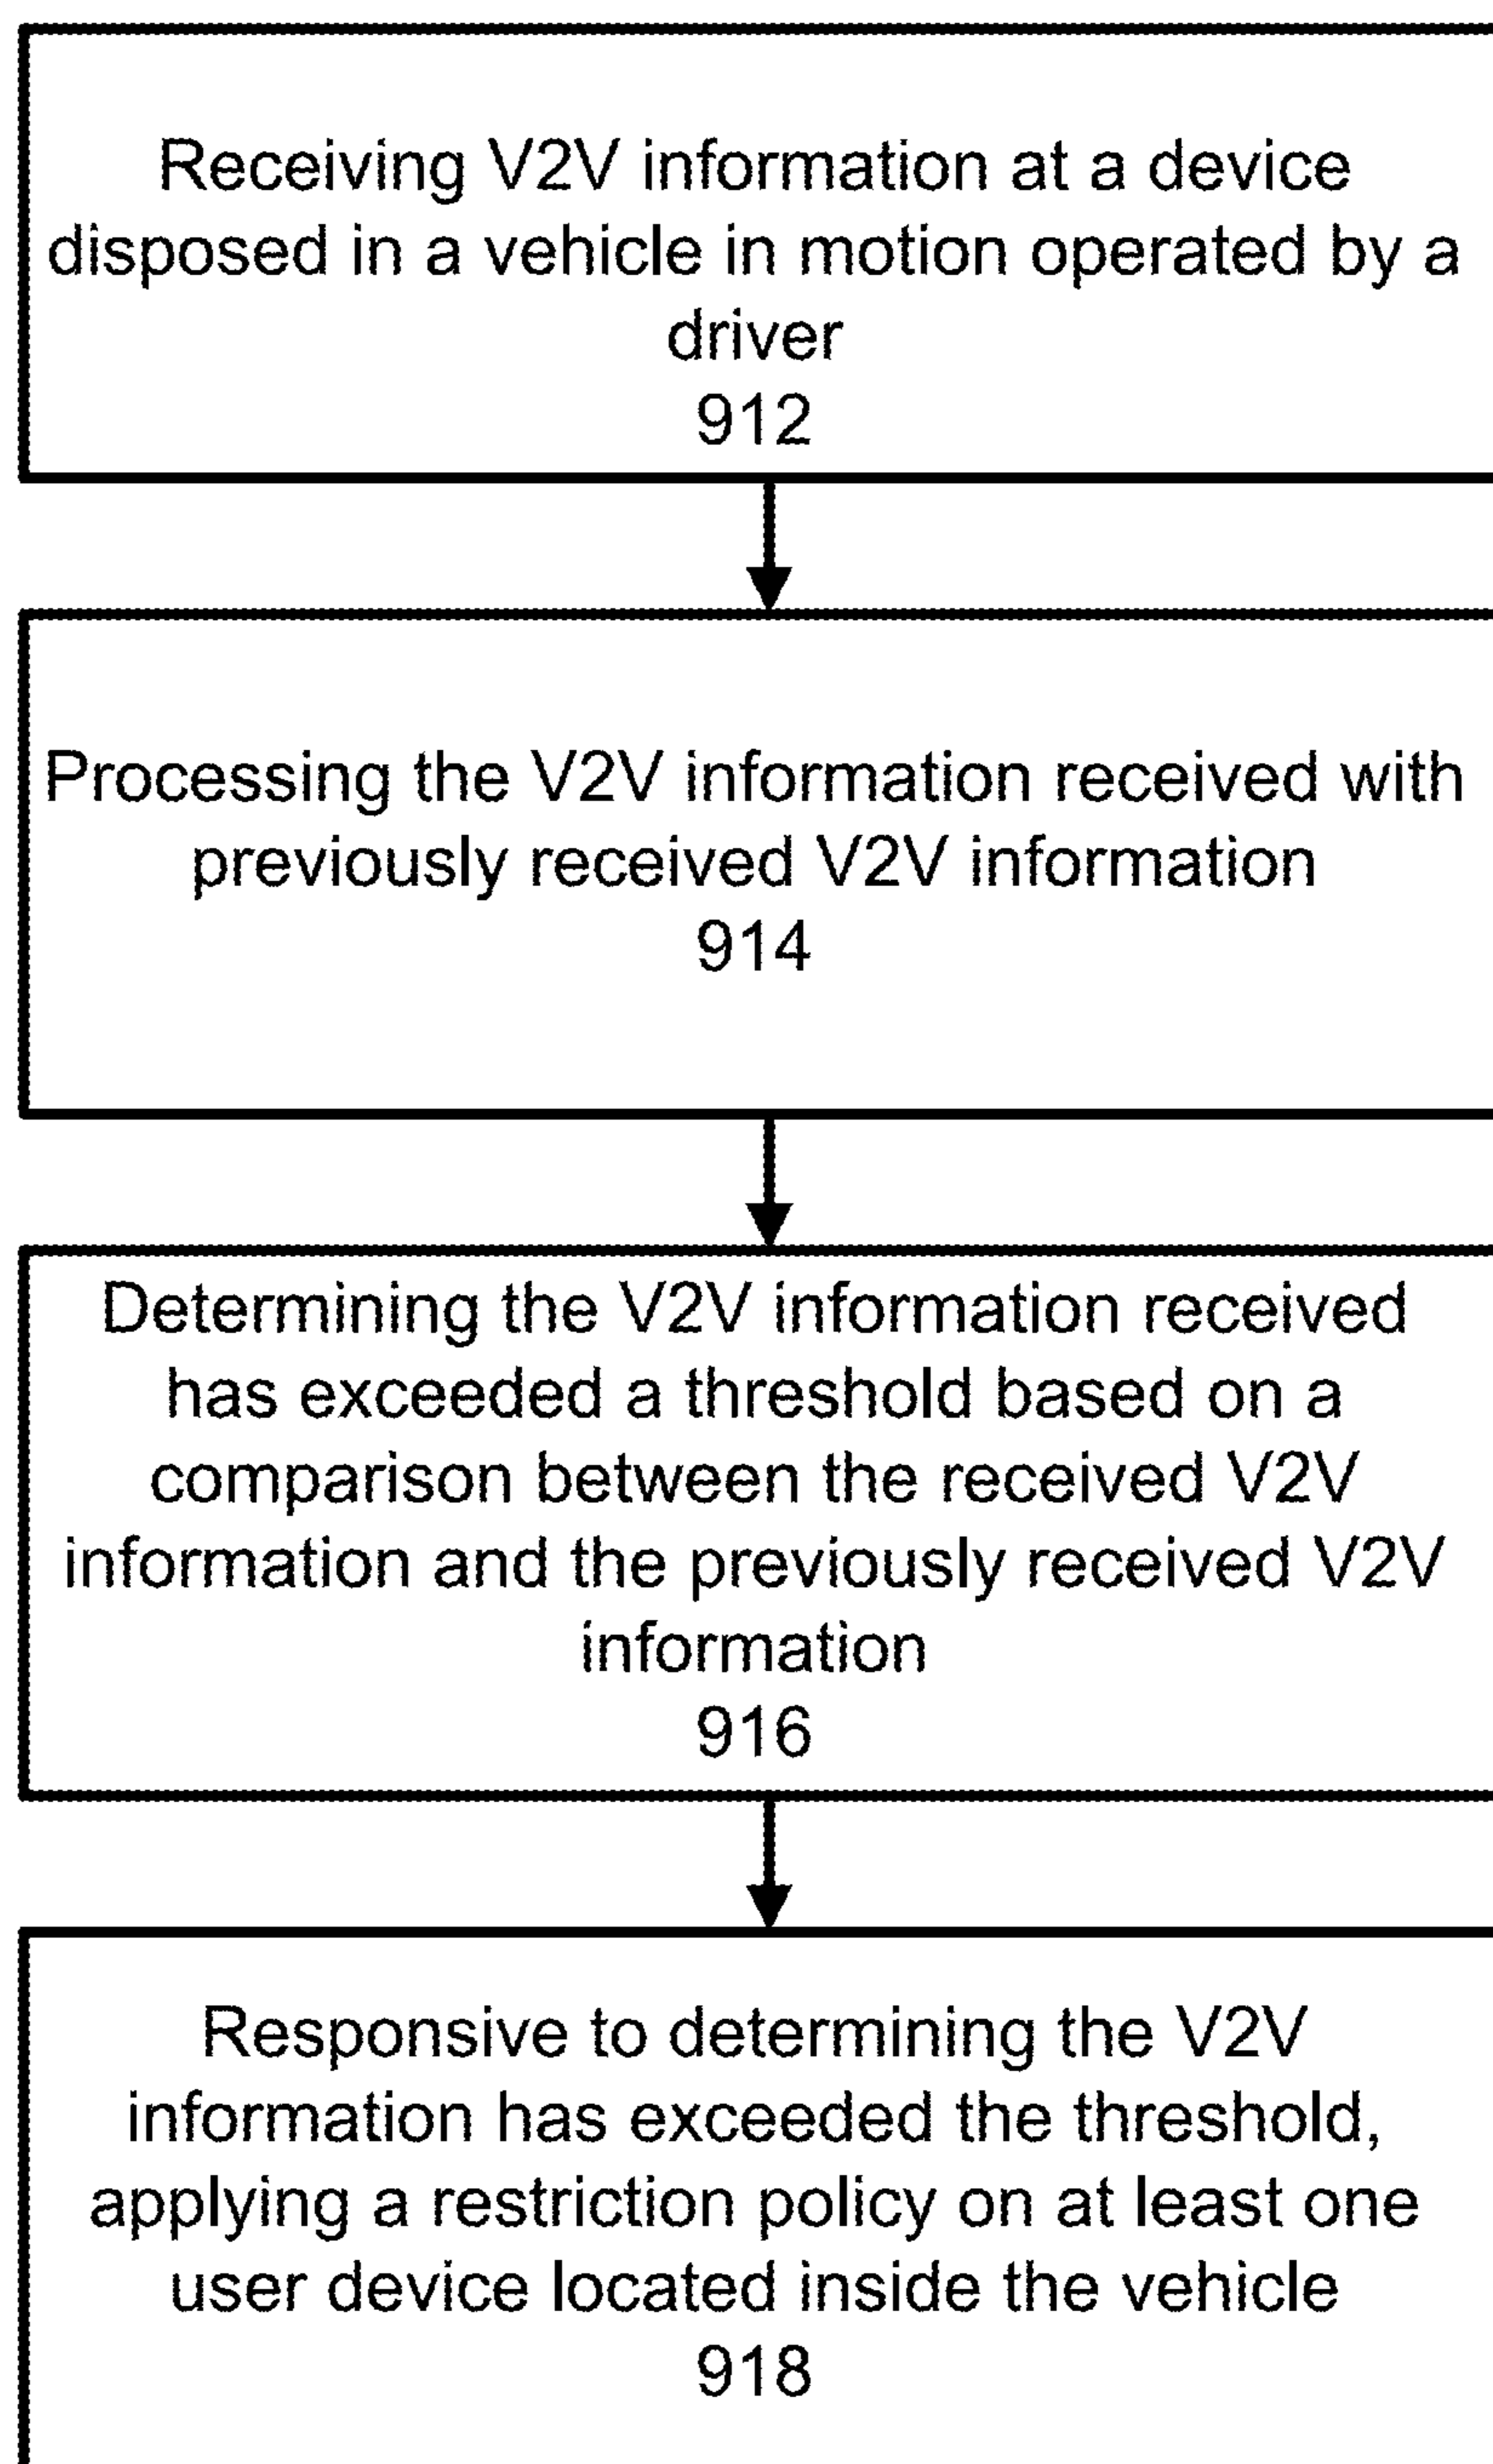 Receiving V2V information at a device
disposed in a vehicle in motion operated by a
driver
912
Processing the V2V information received with
previously received V2V information
914
Determining the V2V information received
has exceeded a threshold based on a
comparison between the received V2V
information and the previously received V2V
information
916
Responsive to determining the V2V
information has exceeded the threshold,
applying a restriction policy on at least one
user device located inside the vehicle
918